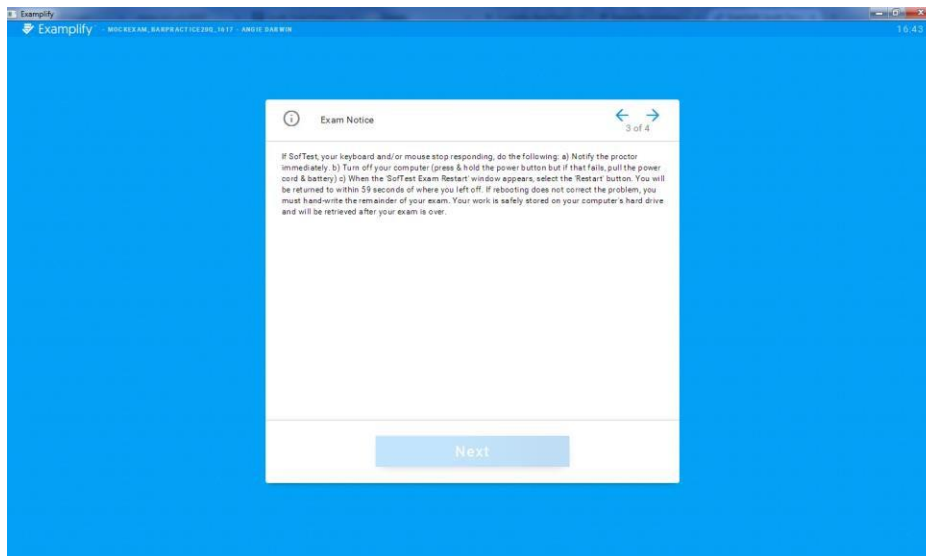 Examplify
Examplify - MOCKEXAM_BARPRACTICE2HQ_1617 - ANGIE DARWIN
16:43
Exam Notice
3 of 4
If SofTest, your keyboard and/or mouse stop responding, do the following: a) Notify the proctor
immediately. b) Turn off your computer (press & hold the power button but if that fails, pull the power
cord & battery) c) When the 'SofTest Exam Restart' window appears, select the 'Restart' button. You will
be returned to within 59 seconds of where you left off. If rebooting does not correct the problem, you
must hand-write the remainder of your exam. Your work is safely stored on your computer's hard drive
and will be retrieved after your exam is over.
Next